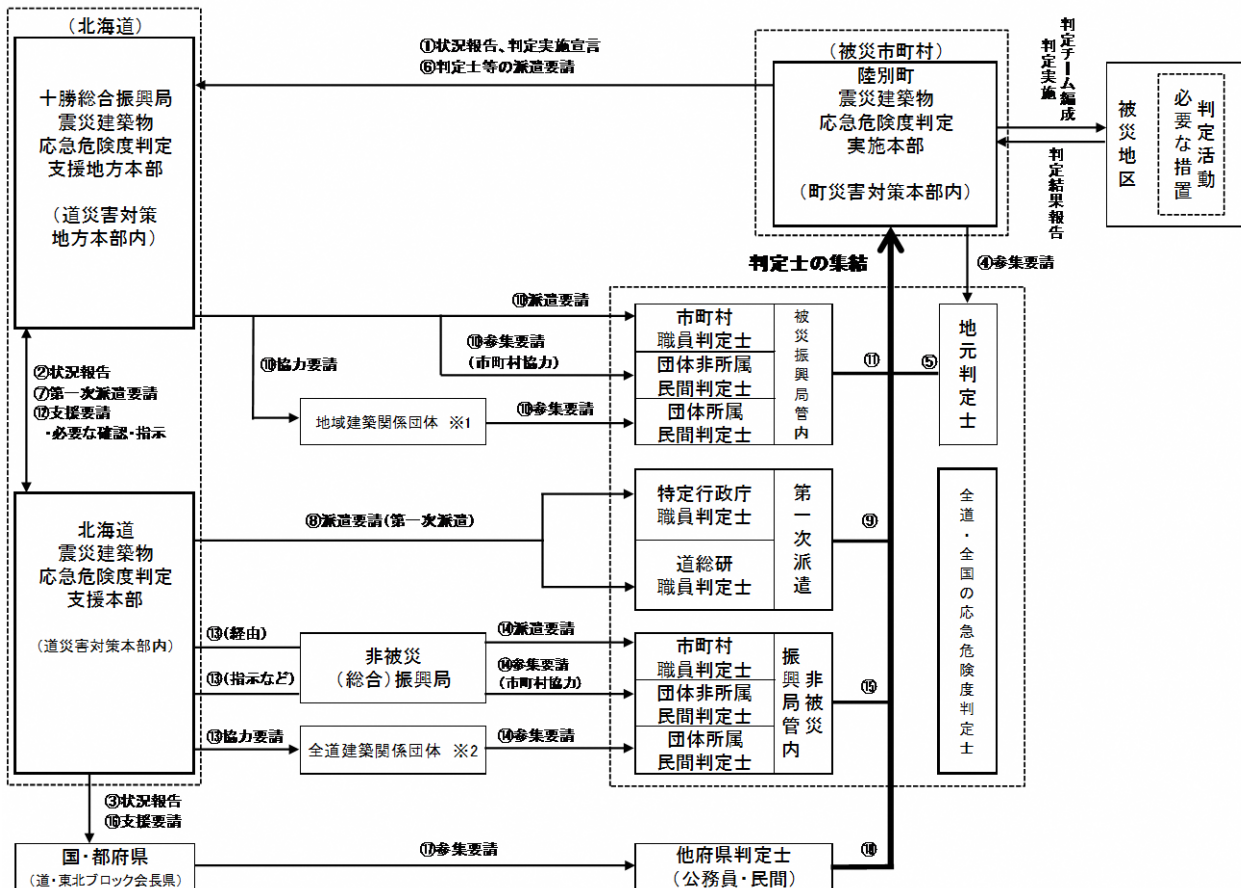 （北海道）
十勝総合振興局
震災建築物
応急危険度判定
支援地方本部
（道災害対策
地方本部内）
①状況報告、判定実施宣言
⑥判定士等の派遣要請
（被災市町村）
陸別町
震災建築物
応急危険度判定
実施本部
（町災害対策本部内）
判定チーム編成
判定実施
判定結果報告
被災地区
判定活動
必要な措置
判定士の集結
④参集要請
⑩派遣要請
⑩参集要請
（市町村協力）
⑩協力要請
地域建築関係団体 ※1
⑩参集要請
市町村
職員判定士
団体非所属
民間判定士
団体所属
民間判定士
被災振興局管内
⑪
⑤
地元判定士
②状況報告
⑦第一次派遣要請
⑫支援要請
・必要な確認・指示
北海道
震災建築物
応急危険度判定
支援本部
（道災害対策本部内）
⑧派遣要請（第一次派遣）
特定行政庁
職員判定士
道総研
職員判定士
第一次派遣
⑨
全道・全国の応急危険度判定士
⑬（経由）
⑬（指示など）
非被災
（総合）振興局
⑭派遣要請
⑭参集要請
（市町村協力）
⑬協力要請
全道建築関係団体 ※2
⑭参集要請
市町村
職員判定士
団体非所属
民間判定士
団体所属
民間判定士
非被災
振興局管内
⑮
③状況報告
⑯支援要請
国・都府県
（道・東北ブロック会長県）
⑰参集要請
他府県判定士
（公務員・民間）
⑱